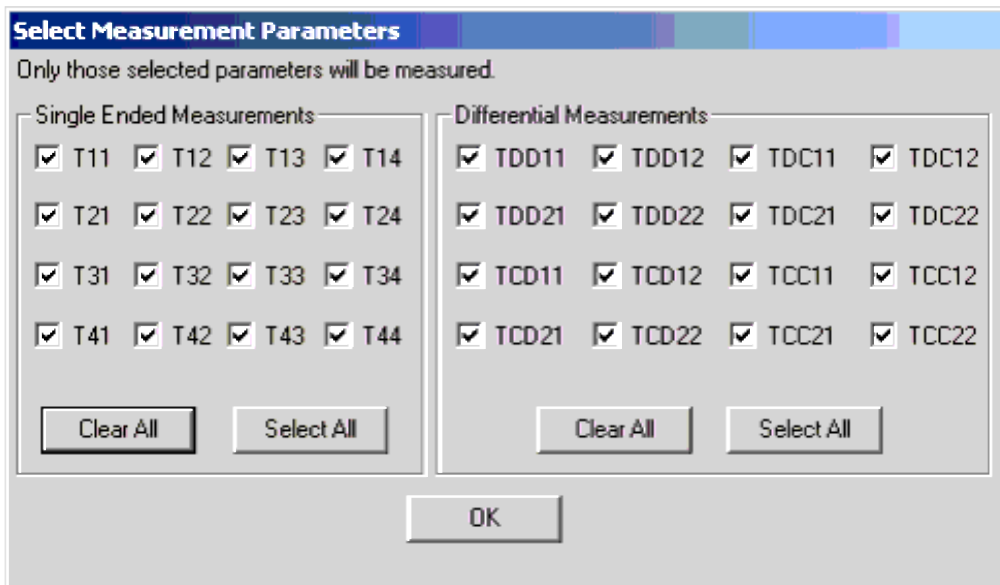 Select Measurement Parameters
Only those selected parameters will be measured.
Single Ended Measurements
T11 T12 T13 T14
T21 T22 T23 T24
T31 T32 T33 T34
T41 T42 T43 T44
Clear All Select All
Differential Measurements
TDD11 TDD12 TDC11 TDC12
TDD21 TDD22 TDC21 TDC22
TCD11 TCD12 TCC11 TCC12
TCD21 TCD22 TCC21 TCC22
Clear All Select All
OK